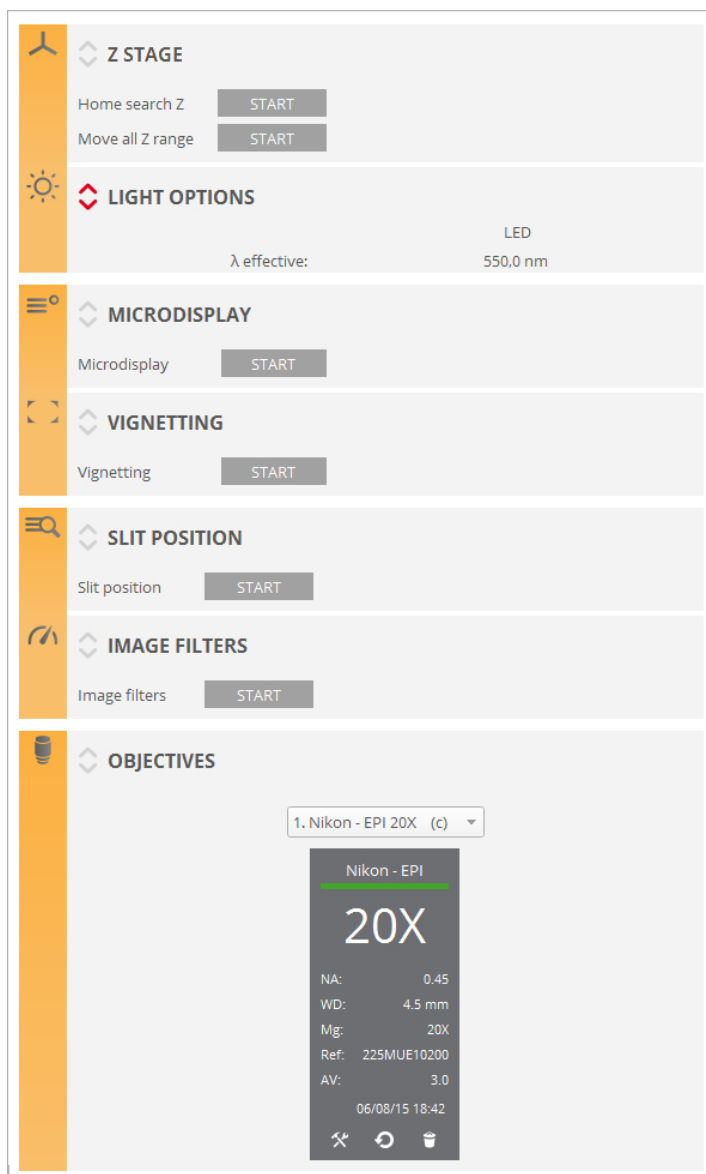 Z STAGE
Home search Z START
Move all Z range START
LIGHT OPTIONS
LED
λ effective: 550,0 nm
MICRODISPLAY
Microdisplay START
VIGNETTING
Vignetting START
SLIT POSITION
Slit position START
IMAGE FILTERS
Image filters START
OBJECTIVES
1. Nikon - EPI 20X (c)
Nikon - EPI
20X
NA: 0.45
WD: 4.5 mm
Mg: 20X
Ref: 225MUE10200
AV: 3.0
06/08/15 18:42